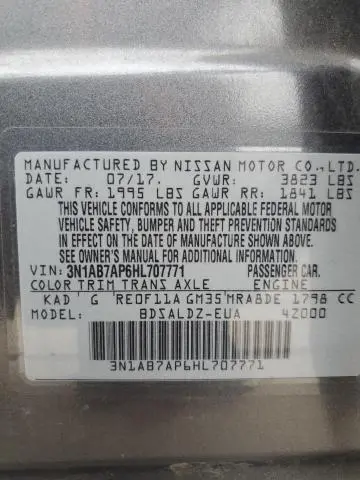 MANUFACTURED BY NISSAN MOTOR CO.,LTD.
DATE: 07/17. GVWR: 3823 LBS
GAWR FR: 1995 LBS GAWR RR: 1841 LBS
THIS VEHICLE CONFORMS TO ALL APPLICABLE FEDERAL MOTOR
VEHICLE SAFETY, BUMPER AND THEFT PREVENTION STANDARDS
IN EFFECT ON THE DATE OF MANUFACTURE SHOWN ABOVE.
SEE OWNER'S MANUAL FOR ADDITIONAL INFORMATION.
VIN: 3N1AB7AP6HL707771 PASSENGER CAR.
COLOR TRIM TRANS AXLE ENGINE
KAD G RE0F11A GM35 MRA8DE 1798 CC
MODEL: BDSALDZ-EUA 4Z000
3N1AB7AP6HL707771